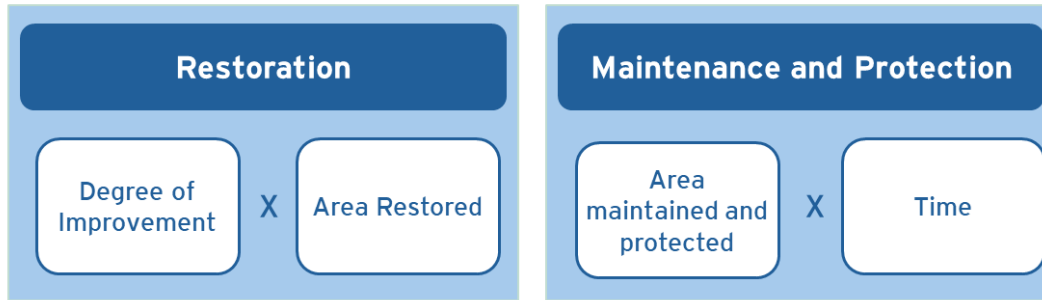 Restoration
Degree of
Improvement
X
Area Restored
Maintenance and Protection
Area
maintained and
protected
X
Time